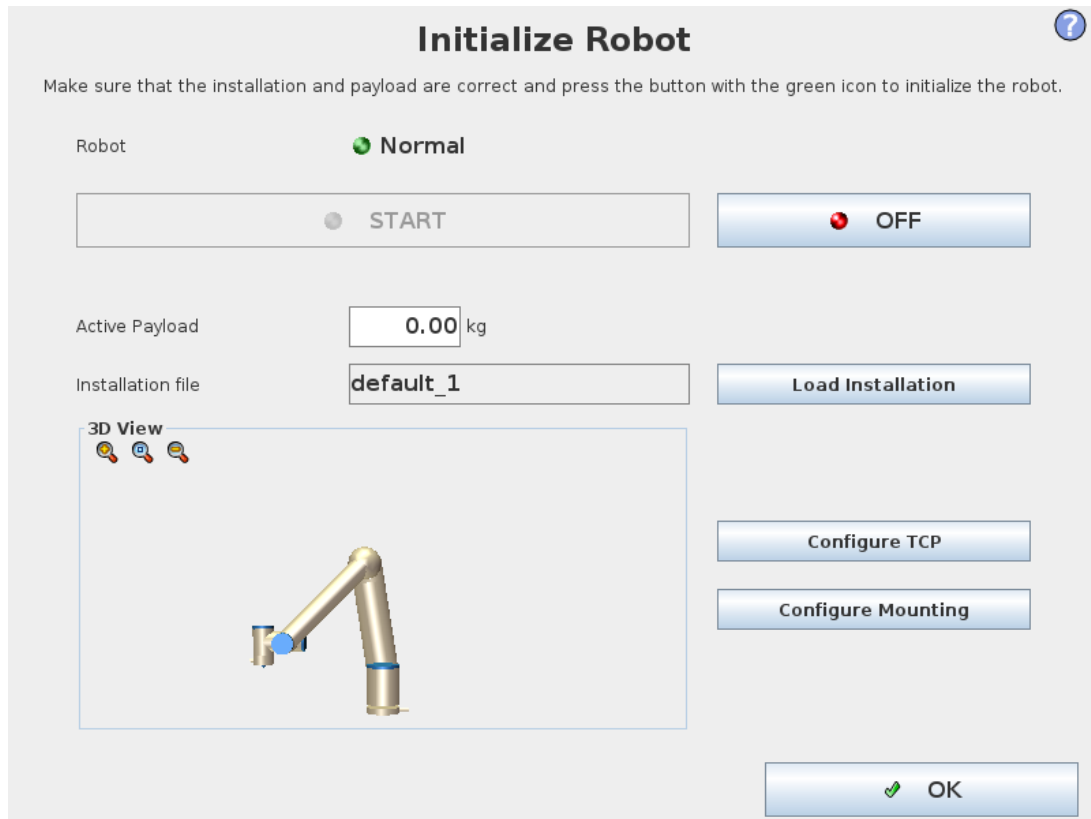 Initialize Robot
?
Make sure that the installation and payload are correct and press the button with the green icon to initialize the robot.
Robot
Normal
START
OFF
Active Payload
0.00 kg
Installation file
default_1
Load Installation
3D View
Configure TCP
Configure Mounting
OK